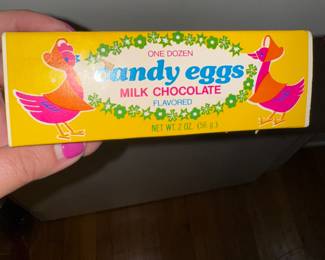 ONE DOZEN
Candy eggs
MILK CHOCOLATE
FLAVORED
NET WT. 2 OZ. (56 g.)